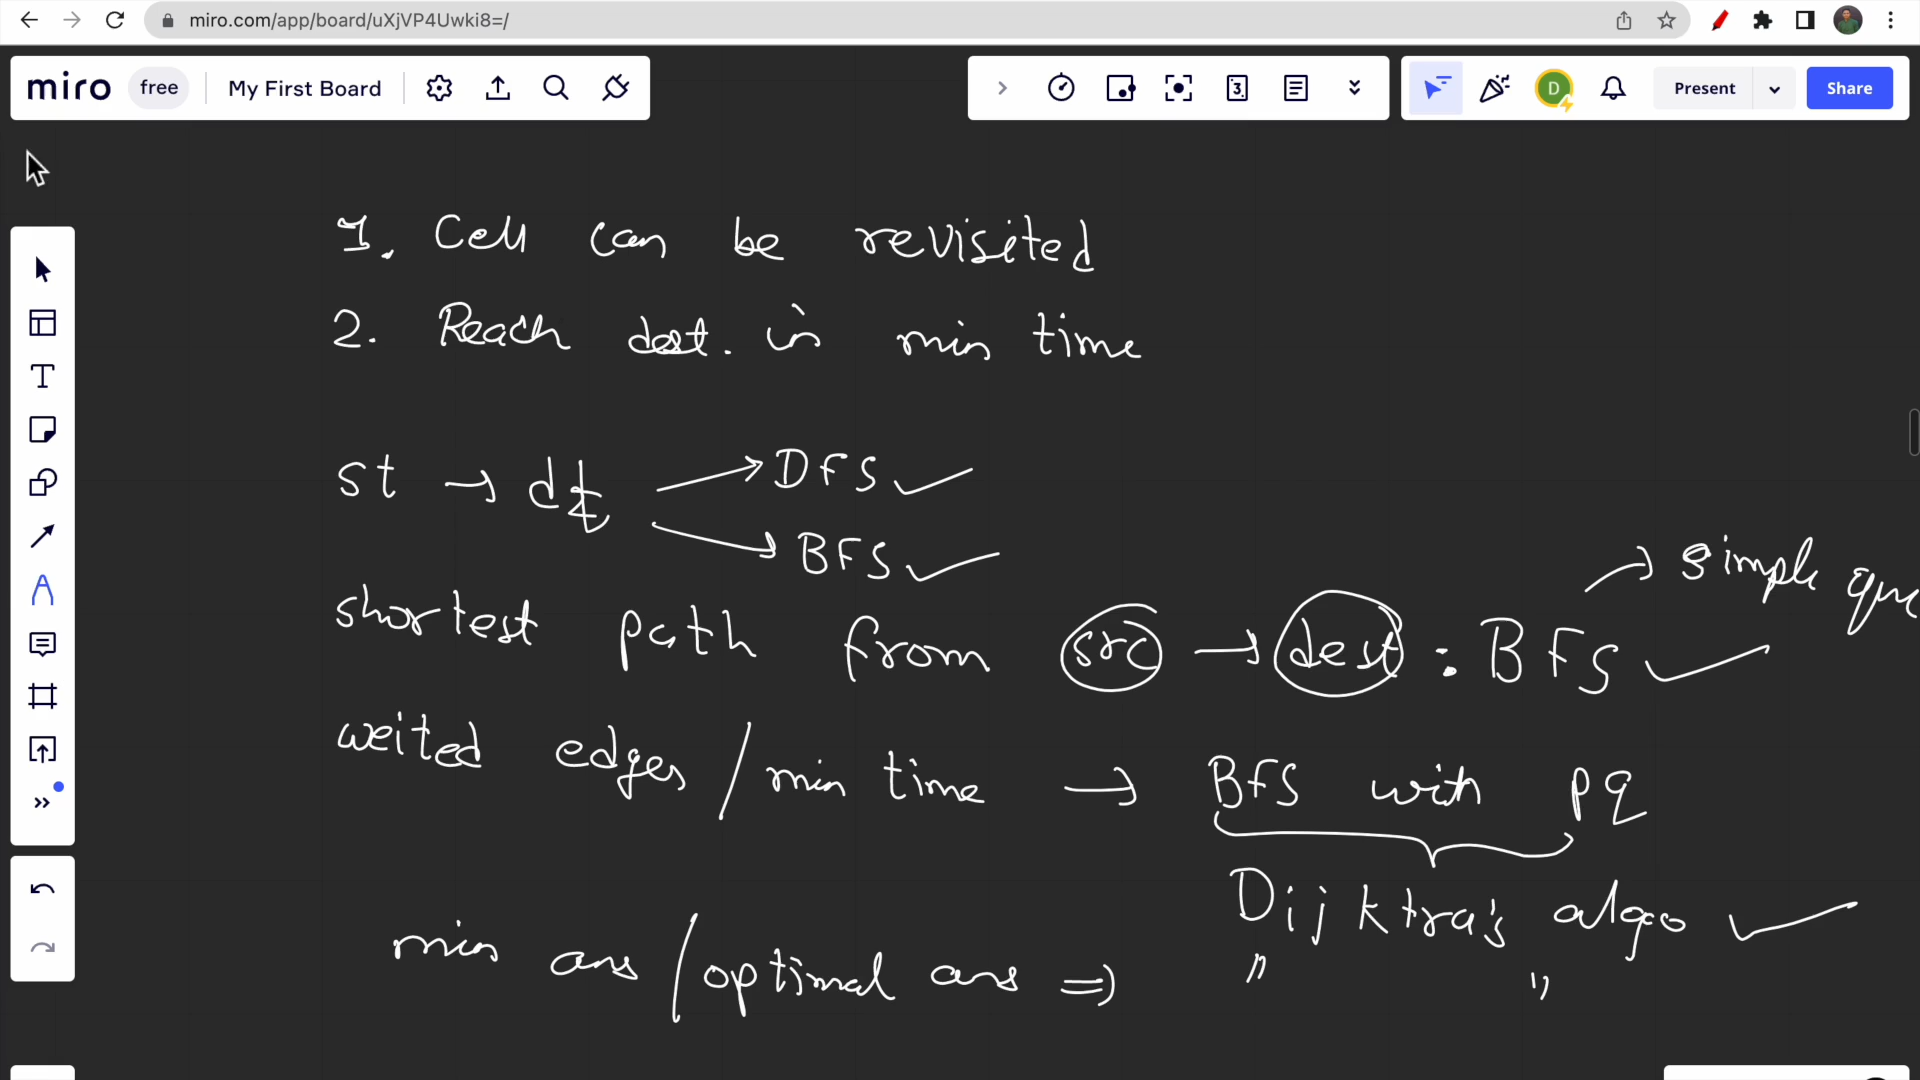 miro.com/app/board/uXjVP4Uwki8=/
miro free My First Board
3
D
Present
Share
1. Cell can be revisited
2. Reach dest. in min time
st → dt
DFS
BFS
simple que
shortest path from src → dest : BFS
weited edges / min time → BFS with pq
Dijktra's algo
min ans / optimal ans ⇒ " "